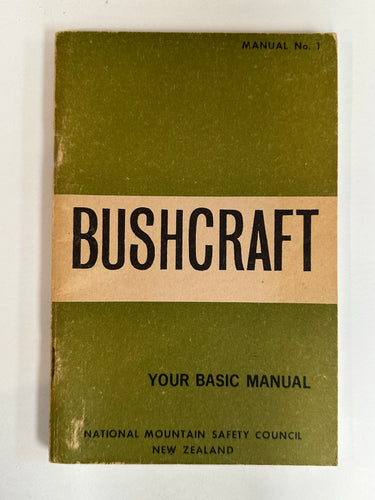 MANUAL No. 1
BUSHCRAFT
YOUR BASIC MANUAL
NATIONAL MOUNTAIN SAFETY COUNCIL
NEW ZEALAND